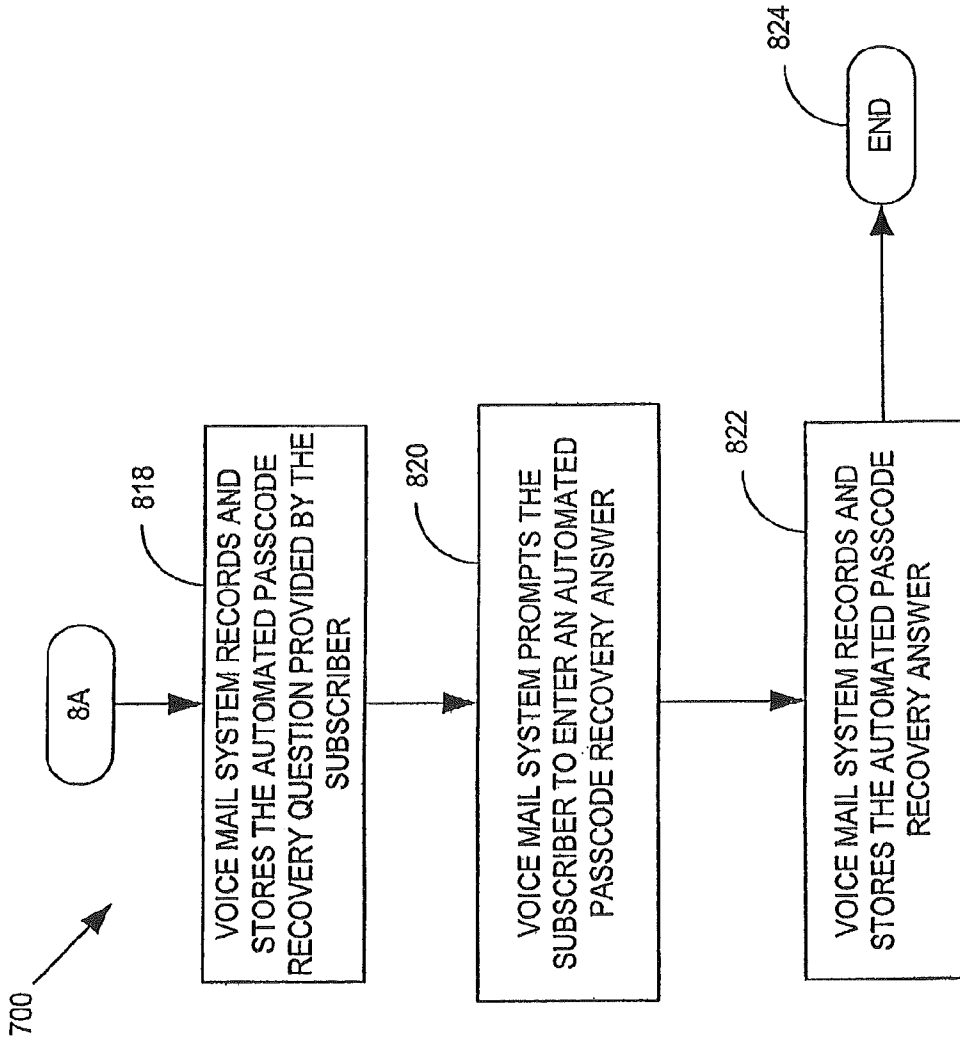 700
8A
818
VOICE MAIL SYSTEM RECORDS AND
STORES THE AUTOMATED PASSCODE
RECOVERY QUESTION PROVIDED BY THE
SUBSCRIBER
820
VOICE MAIL SYSTEM PROMPTS THE
SUBSCRIBER TO ENTER AN AUTOMATED
PASSCODE RECOVERY ANSWER
822
VOICE MAIL SYSTEM RECORDS AND
STORES THE AUTOMATED PASSCODE
RECOVERY ANSWER
824
END